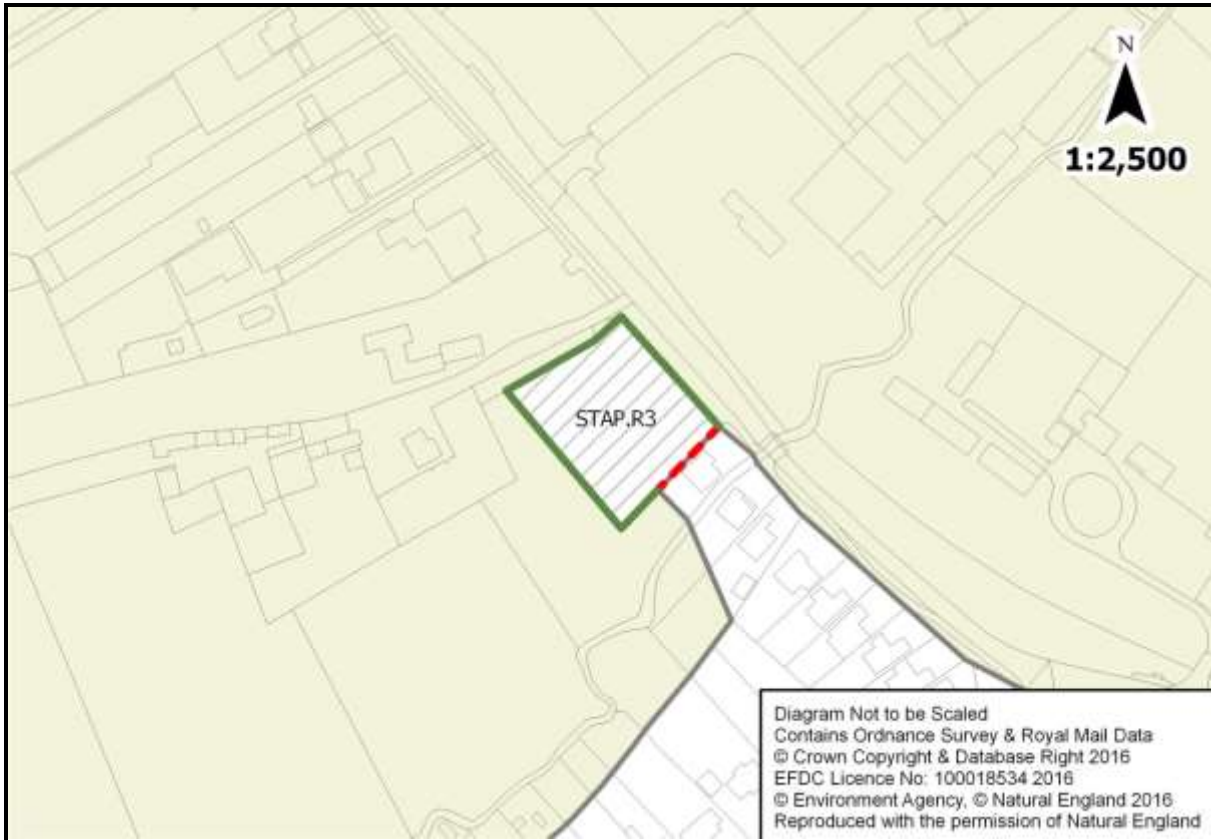 N
1:2,500
STAP.R3
Diagram Not to be Scaled
Contains Ordnance Survey & Royal Mail Data
© Crown Copyright & Database Right 2016
EFDC Licence No: 100018534 2016
© Environment Agency, © Natural England 2016
Reproduced with the permission of Natural England